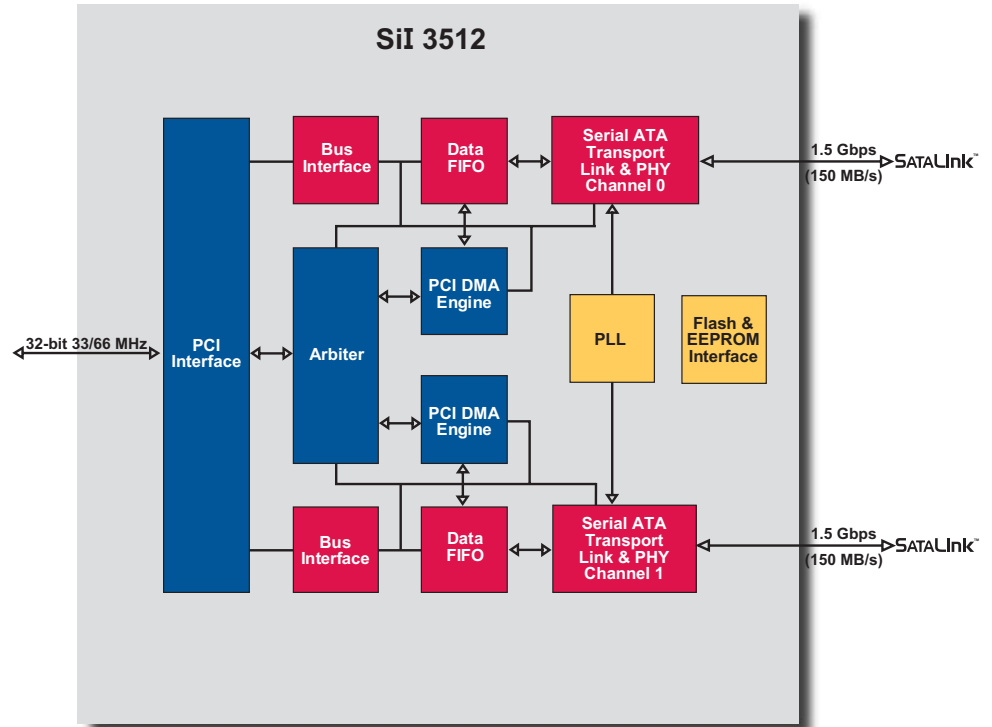 SiI 3512
Bus
Interface
Data
FIFO
Serial ATA
Transport
Link & PHY
Channel 0
1.5 Gbps
(150 MB/s)
SATALink™
32-bit 33/66 MHz
PCI
Interface
Arbiter
PCI DMA
Engine
PLL
Flash &
EEPROM
Interface
PCI DMA
Engine
Bus
Interface
Data
FIFO
Serial ATA
Transport
Link & PHY
Channel 1
1.5 Gbps
(150 MB/s)
SATALink™